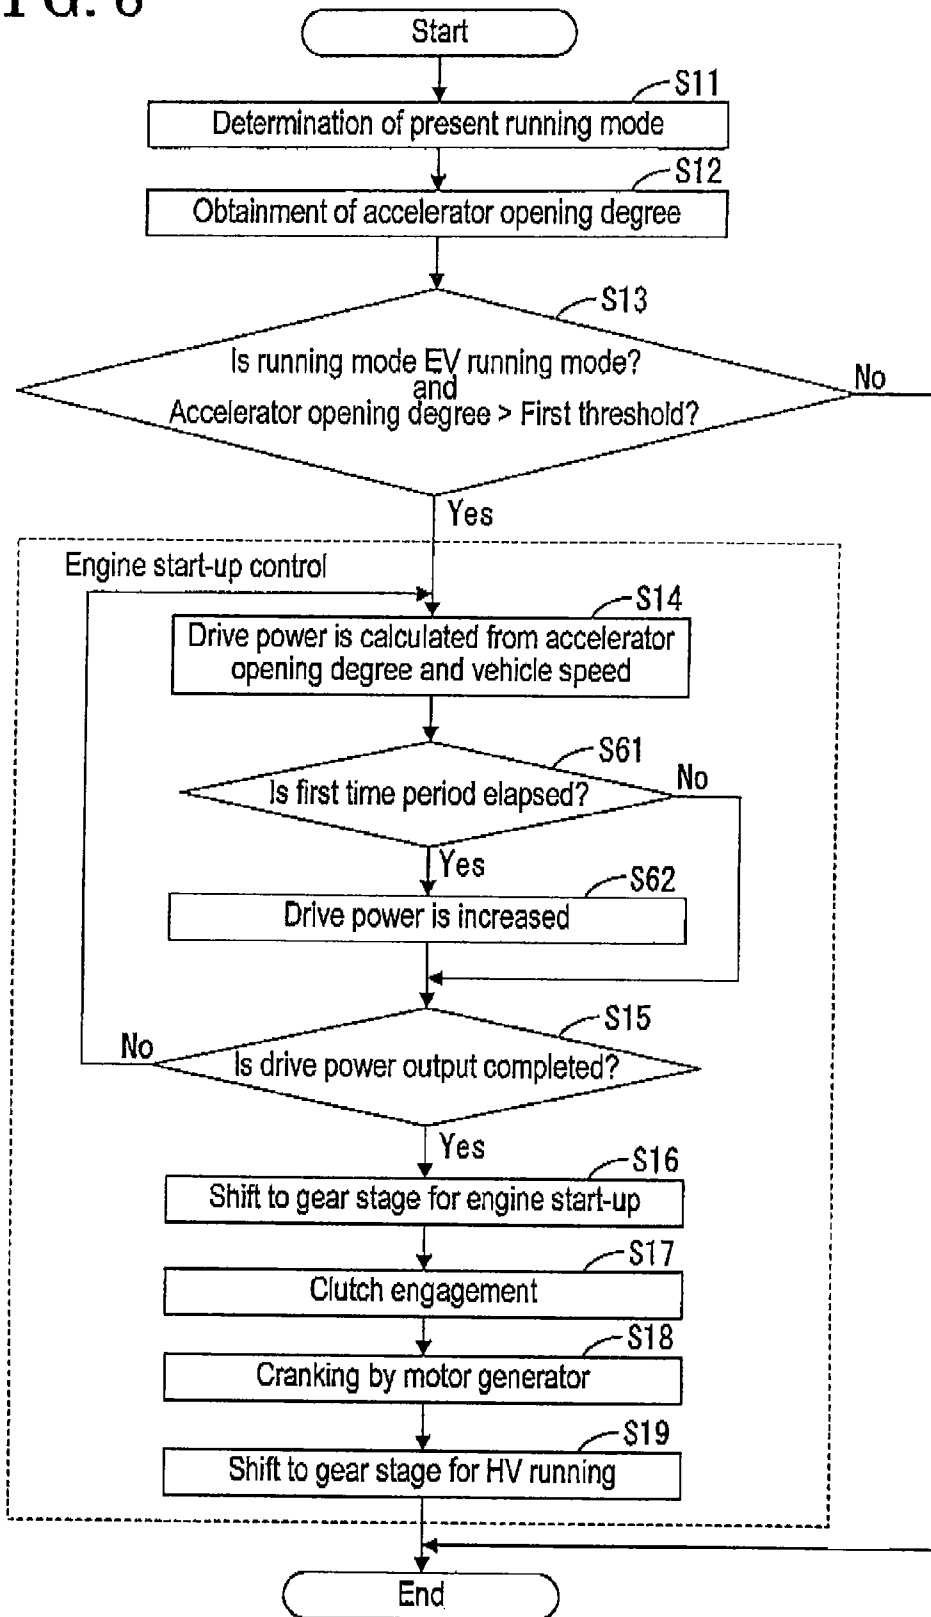 Start
S11
Determination of present running mode
S12
Obtainment of accelerator opening degree
S13
Is running mode EV running mode?
and
Accelerator opening degree > First threshold?
No
Yes
Engine start-up control
S14
Drive power is calculated from accelerator
opening degree and vehicle speed
S61
Is first time period elapsed?
No
Yes
S62
Drive power is increased
S15
Is drive power output completed?
No
Yes
S16
Shift to gear stage for engine start-up
S17
Clutch engagement
S18
Cranking by motor generator
S19
Shift to gear stage for HV running
End